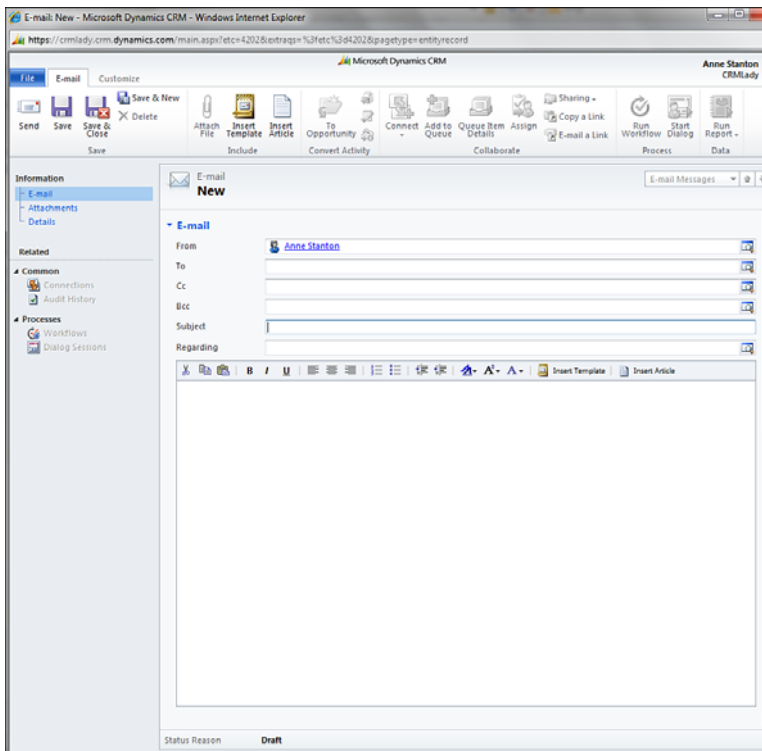 E-mail: New - Microsoft Dynamics CRM - Windows Internet Explorer
https://crmlady.crm.dynamics.com/main.aspx?etc=4202&extraqs=%3fetc%3d4202&pagetype=entityrecord
Microsoft Dynamics CRM
Anne Stanton
CRMLady
File E-mail Customize
Send Save Save & Close Save & New Delete
Attach File Insert Template Insert Article
To Opportunity
Connect Add to Queue Queue Item Details Assign Sharing Copy a Link E-mail a Link
Run Workflow Start Dialog Run Report
Save Include Convert Activity Collaborate Process Data
Information
E-mail
Attachments
Details
Related
Common
Connections
Audit History
Processes
Workflows
Dialog Sessions
E-mail
New
E-mail Messages
E-mail
From Anne Stanton
To
Cc
Bcc
Subject
Regarding
B I U A A A Insert Template Insert Article
Status Reason Draft